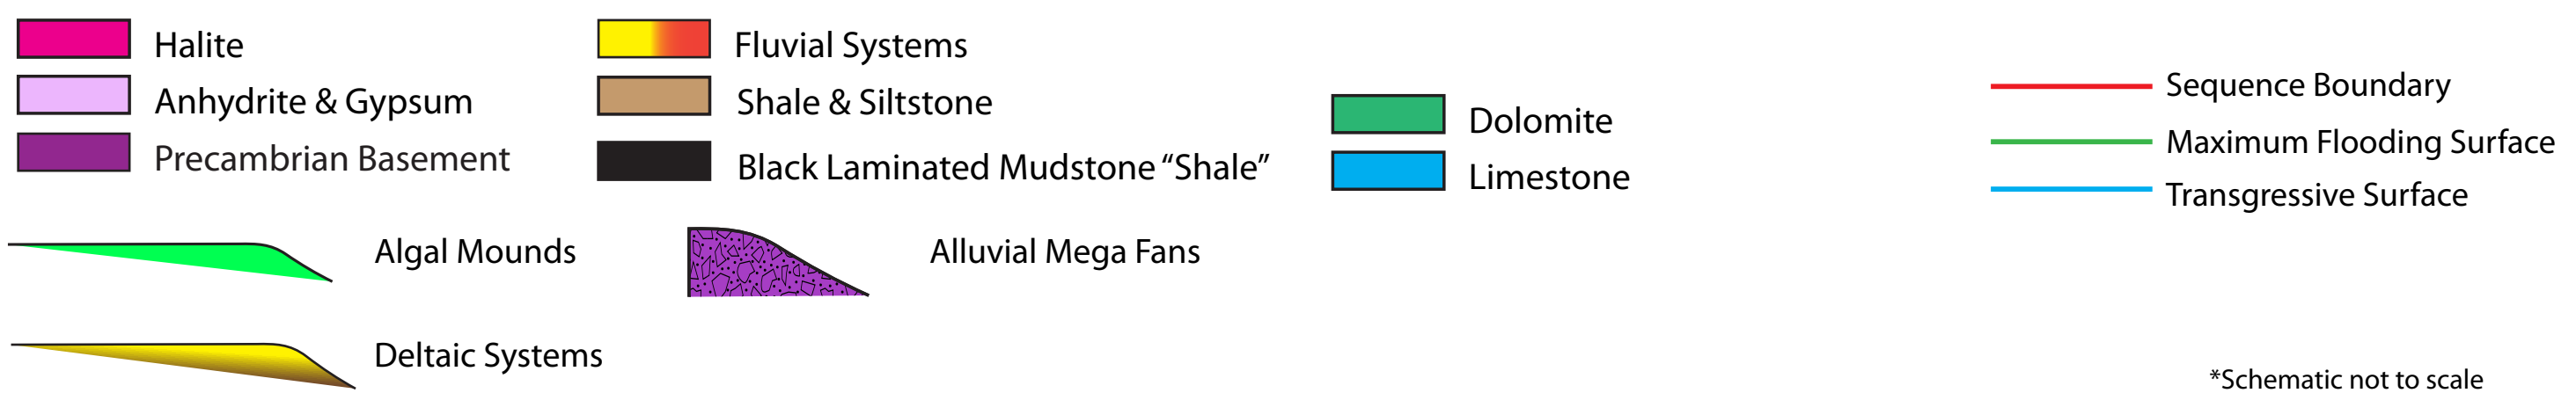 Halite
Anhydrite & Gypsum
Precambrian Basement
Fluvial Systems
Shale & Siltstone
Black Laminated Mudstone “Shale”
Dolomite
Limestone
Sequence Boundary
Maximum Flooding Surface
Transgressive Surface
Algal Mounds
Alluvial Mega Fans
Deltaic Systems
*Schematic not to scale